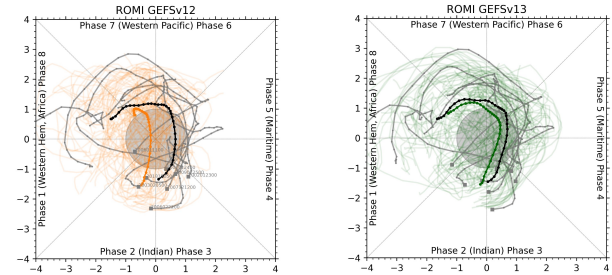 ROMI GEFSv12
Phase 7 (Western Pacific) Phase 6
Phase 1 (Western Hem, Africa) Phase 8
Phase 5 (Maritime) Phase 4
Phase 2 (Indian) Phase 3
4
3
2
1
0
−1
−2
−3
−4
−4 −3 −2 −1 0 1 2 3 4
ROMI GEFSv13
Phase 7 (Western Pacific) Phase 6
Phase 1 (Western Hem, Africa) Phase 8
Phase 5 (Maritime) Phase 4
Phase 2 (Indian) Phase 3
4
3
2
1
0
−1
−2
−3
−4
−4 −3 −2 −1 0 1 2 3 4